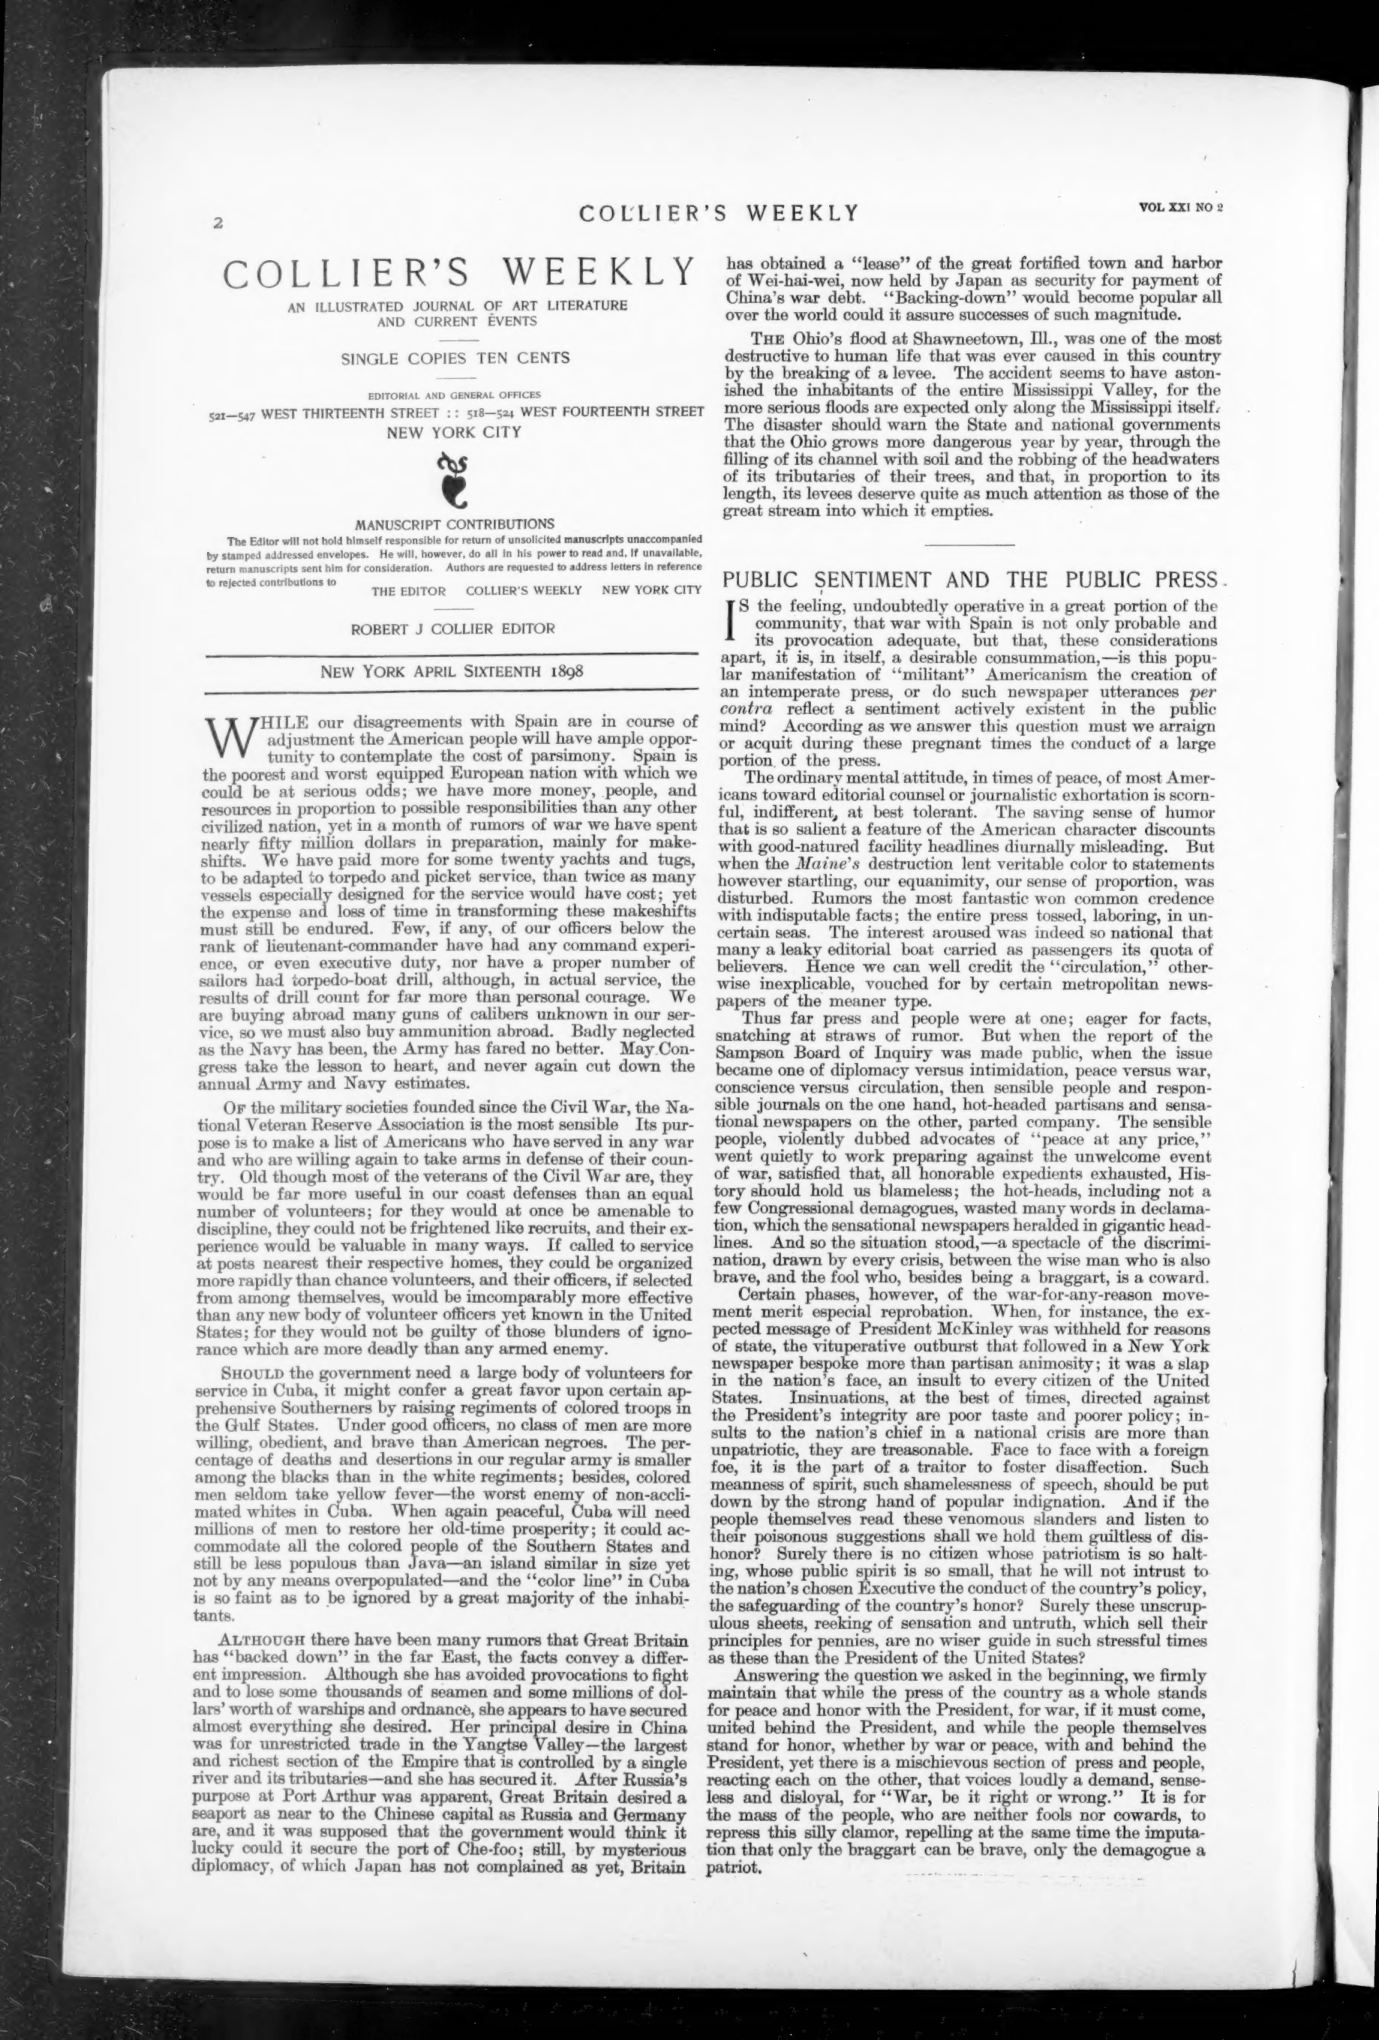 2
COLLIER'S WEEKLY
VOL XXI NO 2
COLLIER'S WEEKLY
AN ILLUSTRATED JOURNAL OF ART LITERATURE
AND CURRENT EVENTS
SINGLE COPIES TEN CENTS
EDITORIAL AND GENERAL OFFICES
521—547 WEST THIRTEENTH STREET : : 518—524 WEST FOURTEENTH STREET
NEW YORK CITY
MANUSCRIPT CONTRIBUTIONS
The Editor will not hold himself responsible for return of unsolicited manuscripts unaccompanied
by stamped addressed envelopes. He will, however, do all in his power to read and, if unavailable,
return manuscripts sent him for consideration. Authors are requested to address letters in reference
to rejected contributions to
THE EDITOR COLLIER'S WEEKLY NEW YORK CITY
ROBERT J COLLIER EDITOR
NEW YORK APRIL SIXTEENTH 1898
WHILE our disagreements with Spain are in course of
adjustment the American people will have ample oppor-
tunity to contemplate the cost of parsimony. Spain is
the poorest and worst equipped European nation with which we
could be at serious odds; we have more money, people, and
resources in proportion to possible responsibilities than any other
civilized nation, yet in a month of rumors of war we have spent
nearly fifty million dollars in preparation, mainly for make-
shifts. We have paid more for some twenty yachts and tugs,
to be adapted to torpedo and picket service, than twice as many
vessels especially designed for the service would have cost; yet
the expense and loss of time in transforming these makeshifts
must still be endured. Few, if any, of our officers below the
rank of lieutenant-commander have had any command experi-
ence, or even executive duty, nor have a proper number of
sailors had torpedo-boat drill, although, in actual service, the
results of drill count for far more than personal courage. We
are buying abroad many guns of calibers unknown in our ser-
vice, so we must also buy ammunition abroad. Badly neglected
as the Navy has been, the Army has fared no better. May Con-
gress take the lesson to heart, and never again cut down the
annual Army and Navy estimates.
OF the military societies founded since the Civil War, the Na-
tional Veteran Reserve Association is the most sensible Its pur-
pose is to make a list of Americans who have served in any war
and who are willing again to take arms in defense of their coun-
try. Old though most of the veterans of the Civil War are, they
would be far more useful in our coast defenses than an equal
number of volunteers; for they would at once be amenable to
discipline, they could not be frightened like recruits, and their ex-
perience would be valuable in many ways. If called to service
at posts nearest their respective homes, they could be organized
more rapidly than chance volunteers, and their officers, if selected
from among themselves, would be imcomparably more effective
than any new body of volunteer officers yet known in the United
States; for they would not be guilty of those blunders of igno-
rance which are more deadly than any armed enemy.
SHOULD the government need a large body of volunteers for
service in Cuba, it might confer a great favor upon certain ap-
prehensive Southerners by raising regiments of colored troops in
the Gulf States. Under good officers, no class of men are more
willing, obedient, and brave than American negroes. The per-
centage of deaths and desertions in our regular army is smaller
among the blacks than in the white regiments; besides, colored
men seldom take yellow fever—the worst enemy of non-accli-
mated whites in Cuba. When again peaceful, Cuba will need
millions of men to restore her old-time prosperity; it could ac-
commodate all the colored people of the Southern States and
still be less populous than Java—an island similar in size yet
not by any means overpopulated—and the "color line" in Cuba
is so faint as to be ignored by a great majority of the inhabi-
tants.
ALTHOUGH there have been many rumors that Great Britain
has "backed down" in the far East, the facts convey a differ-
ent impression. Although she has avoided provocations to fight
and to lose some thousands of seamen and some millions of dol-
lars' worth of warships and ordnance, she appears to have secured
almost everything she desired. Her principal desire in China
was for unrestricted trade in the Yangtse Valley—the largest
and richest section of the Empire that is controlled by a single
river and its tributaries—and she has secured it. After Russia's
purpose at Port Arthur was apparent, Great Britain desired a
seaport as near to the Chinese capital as Russia and Germany
are, and it was supposed that the government would think it
lucky could it secure the port of Che-foo; still, by mysterious
diplomacy, of which Japan has not complained as yet, Britain
has obtained a "lease" of the great fortified town and harbor
of Wei-hai-wei, now held by Japan as security for payment of
China's war debt. "Backing-down" would become popular all
over the world could it assure successes of such magnitude.
THE Ohio's flood at Shawneetown, Ill., was one of the most
destructive to human life that was ever caused in this country
by the breaking of a levee. The accident seems to have aston-
ished the inhabitants of the entire Mississippi Valley, for the
more serious floods are expected only along the Mississippi itself.
The disaster should warn the State and national governments
that the Ohio grows more dangerous year by year, through the
filling of its channel with soil and the robbing of the headwaters
of its tributaries of their trees, and that, in proportion to its
length, its levees deserve quite as much attention as those of the
great stream into which it empties.
PUBLIC SENTIMENT AND THE PUBLIC PRESS
IS the feeling, undoubtedly operative in a great portion of the
community, that war with Spain is not only probable and
its provocation adequate, but that, these considerations
apart, it is, in itself, a desirable consummation,—is this popu-
lar manifestation of "militant" Americanism the creation of
an intemperate press, or do such newspaper utterances per
contra reflect a sentiment actively existent in the public
mind? According as we answer this question must we arraign
or acquit during these pregnant times the conduct of a large
portion of the press.
The ordinary mental attitude, in times of peace, of most Amer-
icans toward editorial counsel or journalistic exhortation is scorn-
ful, indifferent, at best tolerant. The saving sense of humor
that is so salient a feature of the American character discounts
with good-natured facility headlines diurnally misleading. But
when the Maine's destruction lent veritable color to statements
however startling, our equanimity, our sense of proportion, was
disturbed. Rumors the most fantastic won common credence
with indisputable facts; the entire press tossed, laboring, in un-
certain seas. The interest aroused was indeed so national that
many a leaky editorial boat carried as passengers its quota of
believers. Hence we can well credit the "circulation," other-
wise inexplicable, vouched for by certain metropolitan news-
papers of the meaner type.
Thus far press and people were at one; eager for facts,
snatching at straws of rumor. But when the report of the
Sampson Board of Inquiry was made public, when the issue
became one of diplomacy versus intimidation, peace versus war,
conscience versus circulation, then sensible people and respon-
sible journals on the one hand, hot-headed partisans and sensa-
tional newspapers on the other, parted company. The sensible
people, violently dubbed advocates of "peace at any price,"
went quietly to work preparing against the unwelcome event
of war, satisfied that, all honorable expedients exhausted, His-
tory should hold us blameless; the hot-heads, including not a
few Congressional demagogues, wasted many words in declama-
tion, which the sensational newspapers heralded in gigantic head-
lines. And so the situation stood,—a spectacle of the discrimi-
nation, drawn by every crisis, between the wise man who is also
brave, and the fool who, besides being a braggart, is a coward.
Certain phases, however, of the war-for-any-reason move-
ment merit especial reprobation. When, for instance, the ex-
pected message of President McKinley was withheld for reasons
of state, the vituperative outburst that followed in a New York
newspaper bespoke more than partisan animosity; it was a slap
in the nation's face, an insult to every citizen of the United
States. Insinuations, at the best of times, directed against
the President's integrity are poor taste and poorer policy; in-
sults to the nation's chief in a national crisis are more than
unpatriotic, they are treasonable. Face to face with a foreign
foe, it is the part of a traitor to foster disaffection. Such
meanness of spirit, such shamelessness of speech, should be put
down by the strong hand of popular indignation. And if the
people themselves read these venomous slanders and listen to
their poisonous suggestions shall we hold them guiltless of dis-
honor? Surely there is no citizen whose patriotism is so halt-
ing, whose public spirit is so small, that he will not intrust to
the nation's chosen Executive the conduct of the country's policy,
the safeguarding of the country's honor? Surely these unscrup-
ulous sheets, reeking of sensation and untruth, which sell their
principles for pennies, are no wiser guide in such stressful times
as these than the President of the United States?
Answering the question we asked in the beginning, we firmly
maintain that while the press of the country as a whole stands
for peace and honor with the President, for war, if it must come,
united behind the President, and while the people themselves
stand for honor, whether by war or peace, with and behind the
President, yet there is a mischievous section of press and people,
reacting each on the other, that voices loudly a demand, sense-
less and disloyal, for "War, be it right or wrong." It is for
the mass of the people, who are neither fools nor cowards, to
repress this silly clamor, repelling at the same time the imputa-
tion that only the braggart can be brave, only the demagogue a
patriot.